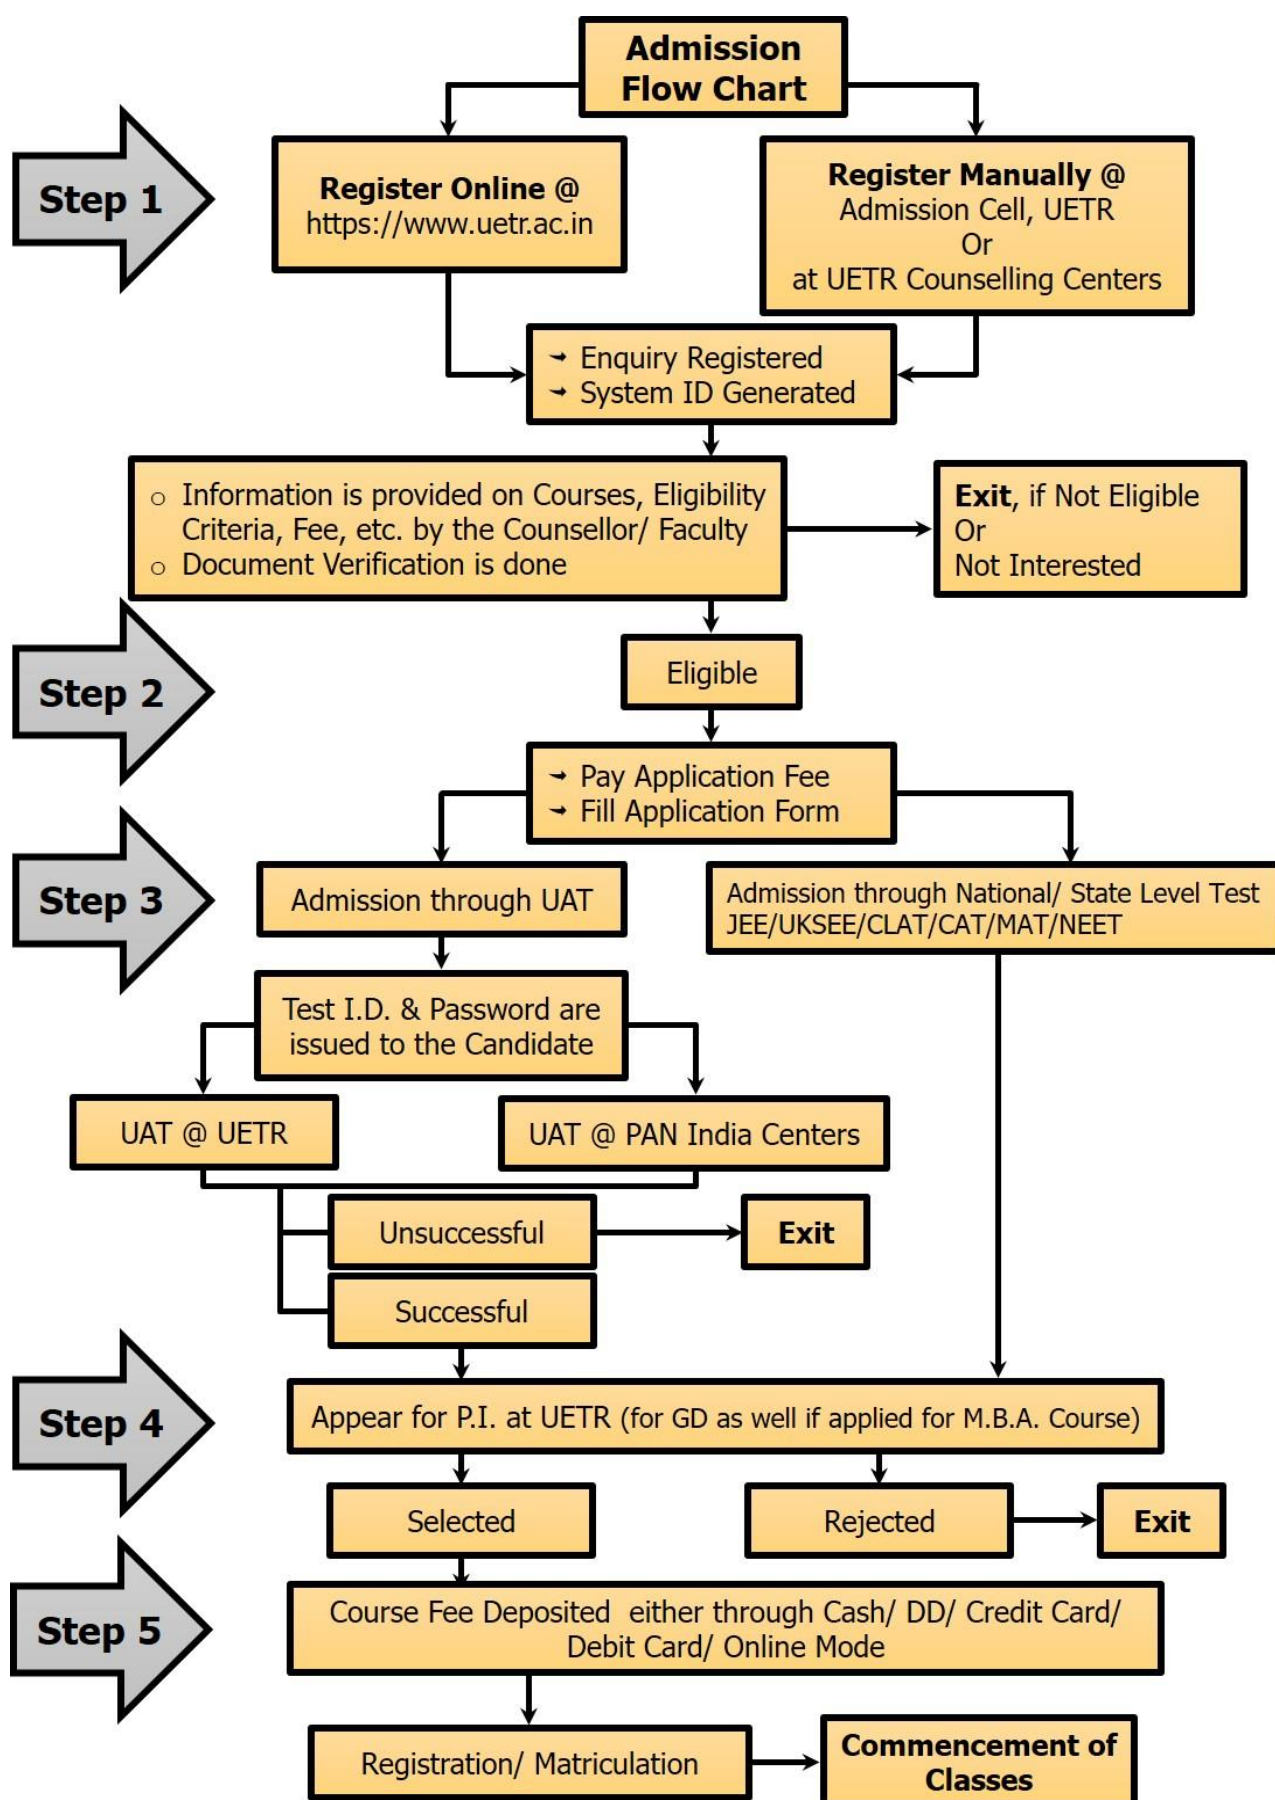 Admission
Flow Chart
Step 1
Register Online @
https://www.uetr.ac.in
Register Manually @
Admission Cell, UETR
Or
at UETR Counselling Centers
→ Enquiry Registered
→ System ID Generated
○ Information is provided on Courses, Eligibility
Criteria, Fee, etc. by the Counsellor/ Faculty
○ Document Verification is done
Exit, if Not Eligible
Or
Not Interested
Step 2
Eligible
→ Pay Application Fee
→ Fill Application Form
Step 3
Admission through UAT
Admission through National/ State Level Test
JEE/UKSEE/CLAT/CAT/MAT/NEET
Test I.D. & Password are
issued to the Candidate
UAT @ UETR
UAT @ PAN India Centers
Unsuccessful
Exit
Successful
Step 4
Appear for P.I. at UETR (for GD as well if applied for M.B.A. Course)
Selected
Rejected
Exit
Step 5
Course Fee Deposited either through Cash/ DD/ Credit Card/
Debit Card/ Online Mode
Registration/ Matriculation
Commencement of
Classes